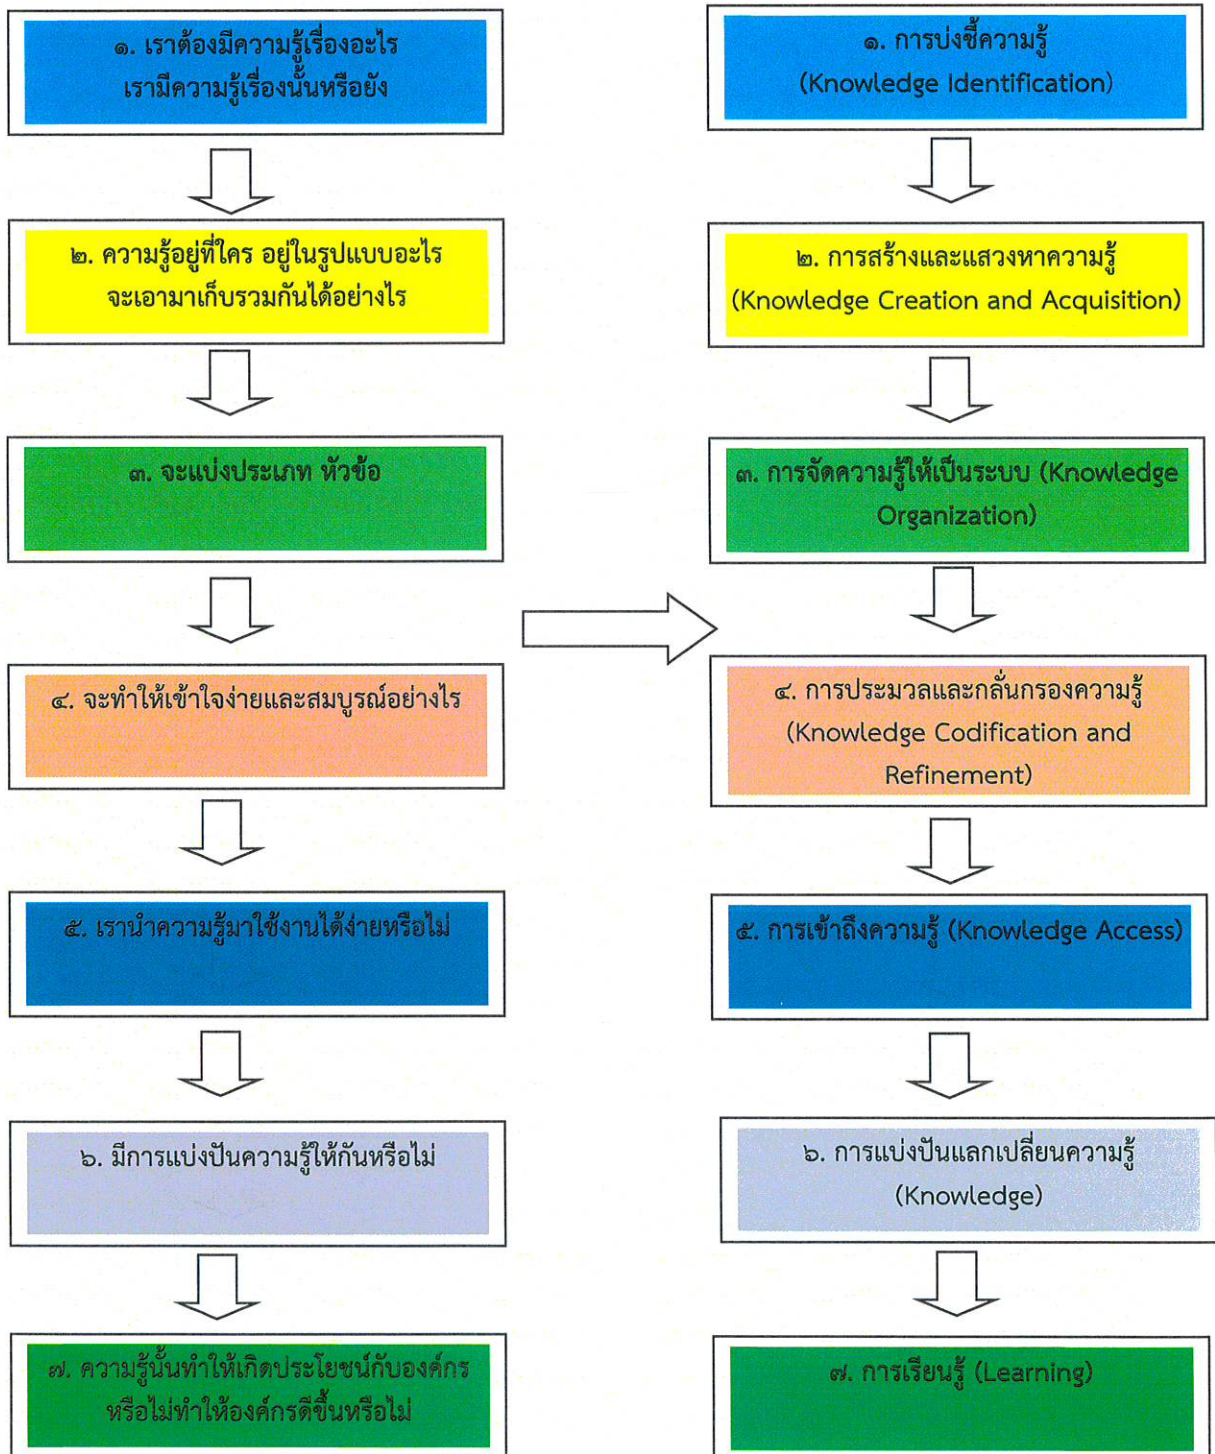 ๑. เราต้องมีความรู้เรื่องอะไร
เรามีความรู้เรื่องนั้นหรือยัง
๒. ความรู้อยู่ที่ใคร อยู่ในรูปแบบอะไร
จะเอามาเก็บรวมกันได้อย่างไร
๓. จะแบ่งประเภท หัวข้อ
๔. จะทำให้เข้าใจง่ายและสมบูรณ์อย่างไร
๕. เรานำความรู้มาใช้งานได้ง่ายหรือไม่
๖. มีการแบ่งปันความรู้ให้กันหรือไม่
๗. ความรู้นั้นทำให้เกิดประโยชน์กับองค์กร
หรือไม่ทำให้องค์กรดีขึ้นหรือไม่
๑. การบ่งชี้ความรู้
(Knowledge Identification)
๒. การสร้างและแสวงหาความรู้
(Knowledge Creation and Acquisition)
๓. การจัดความรู้ให้เป็นระบบ (Knowledge
Organization)
๔. การประมวลและกลั่นกรองความรู้
(Knowledge Codification and
Refinement)
๕. การเข้าถึงความรู้ (Knowledge Access)
๖. การแบ่งปันแลกเปลี่ยนความรู้
(Knowledge)
๗. การเรียนรู้ (Learning)